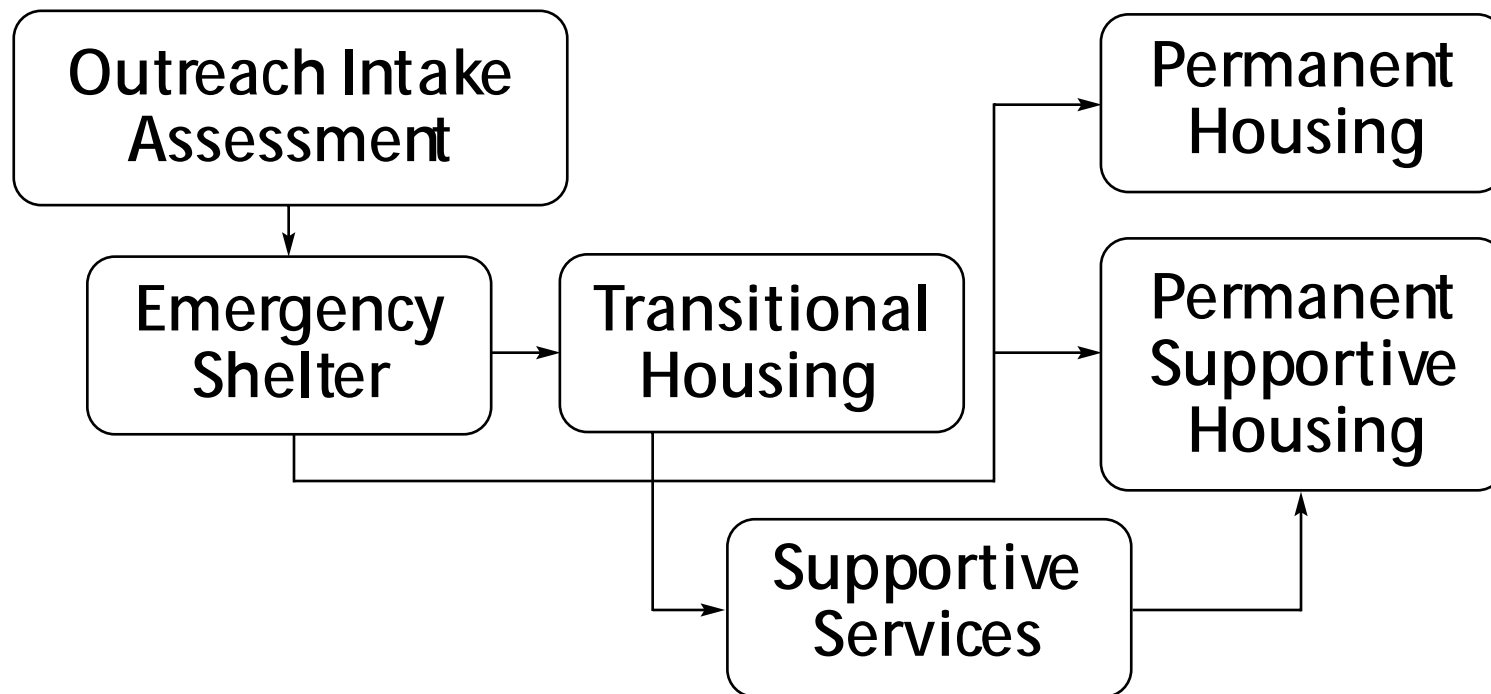 Outreach Intake
Assessment
Emergency
Shelter
Transitional
Housing
Permanent
Housing
Permanent
Supportive
Housing
Supportive
Services